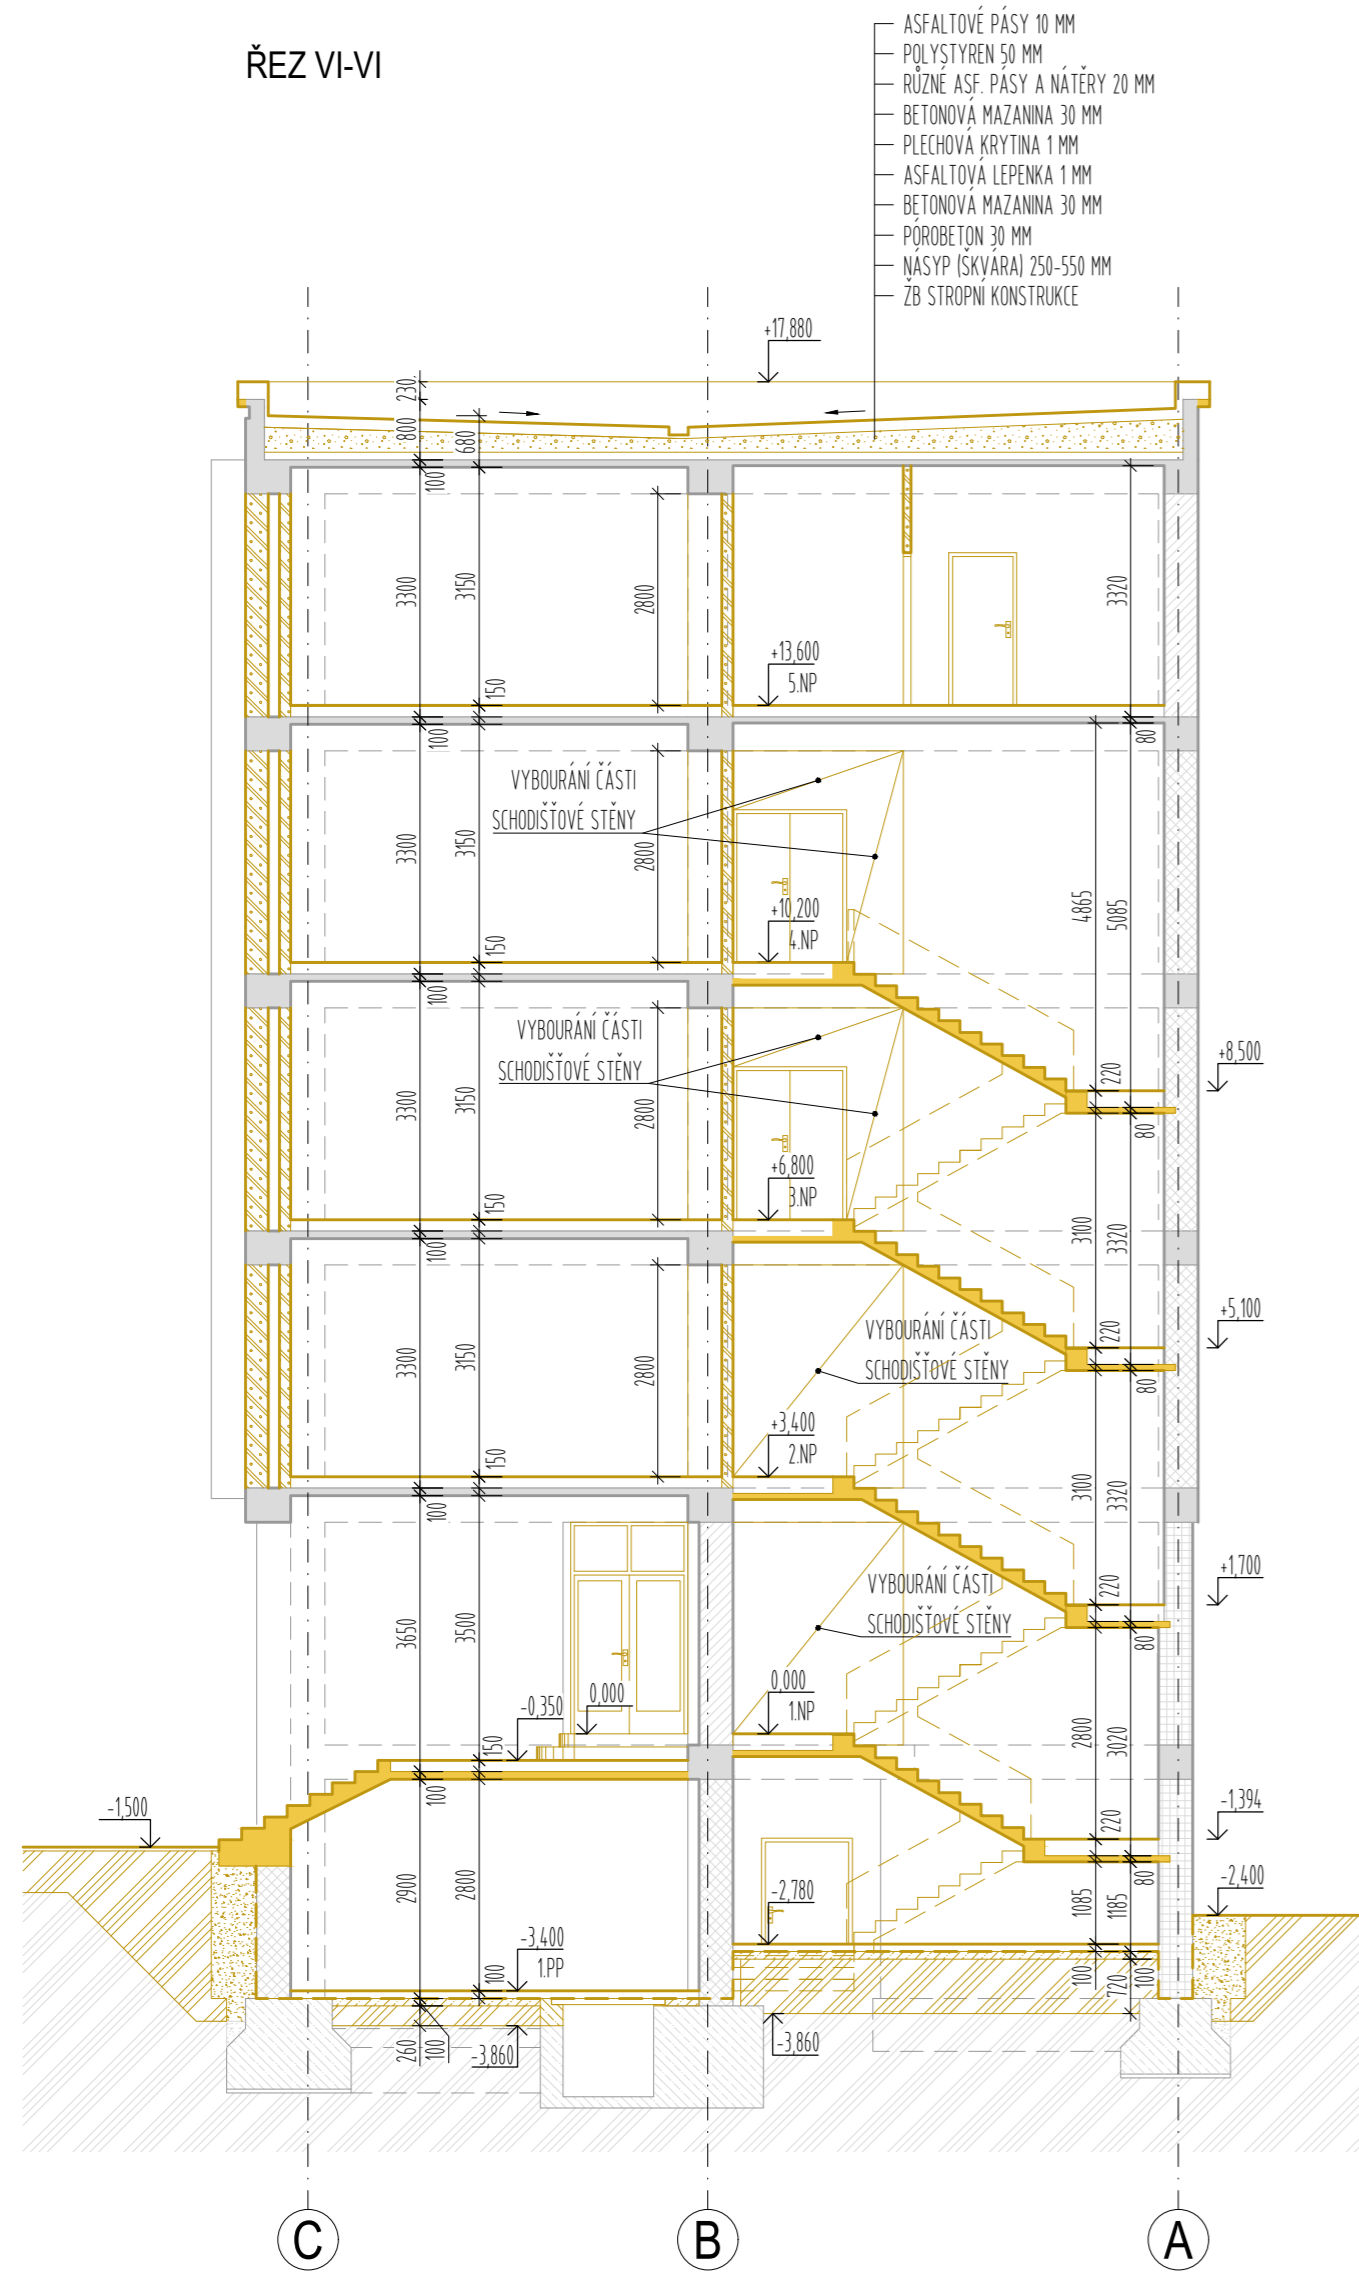 ŘEZ VI-VI
ASFALTOVÉ PÁSY 10 MM
POLYSTYREN 50 MM
RŮZNÉ ASF. PÁSY A NÁTĚRY 20 MM
BETONOVÁ MAZANINA 30 MM
PLECHOVÁ KRYTINA 1 MM
ASFALTOVÁ LEPENKA 1 MM
BETONOVÁ MAZANINA 30 MM
PÓROBETON 30 MM
NÁSYP (ŠKVÁRA) 250-550 MM
ŽB STROPNÍ KONSTRUKCE
+17,880
230
800
680
100
3300
3150
2800
3320
+13,600
5.NP
150
100
80
VYBOURÁNÍ ČÁSTI
SCHODIŠŤOVÉ STĚNY
3300
3150
2800
4865
5085
+10,200
4.NP
150
100
VYBOURÁNÍ ČÁSTI
SCHODIŠŤOVÉ STĚNY
+8,500
220
80
3300
3150
2800
+6,800
3.NP
150
100
3100
3320
+5,100
220
80
VYBOURÁNÍ ČÁSTI
SCHODIŠŤOVÉ STĚNY
3300
3150
2800
+3,400
2.NP
150
100
3100
3320
+1,700
220
80
VYBOURÁNÍ ČÁSTI
SCHODIŠŤOVÉ STĚNY
3650
3500
-0,350
0,000
0,000
1.NP
150
100
2800
3020
-1,500
-1,394
220
80
2900
2800
-2,780
1085
1185
-2,400
-3,400
1.PP
100
100
720
100
260
100
-3,860
-3,860
C
B
A